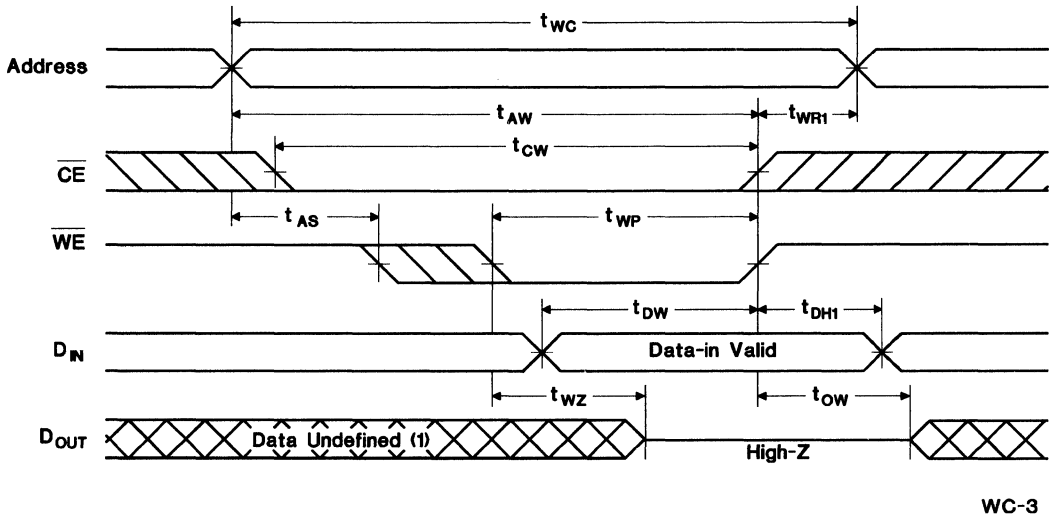 tWC
Address
tAW
tWR1
tCW
CE
tAS
tWP
WE
tDW
tDH1
DIN
Data-in Valid
tWZ
tOW
DOUT
Data Undefined (1)
High-Z
WC-3